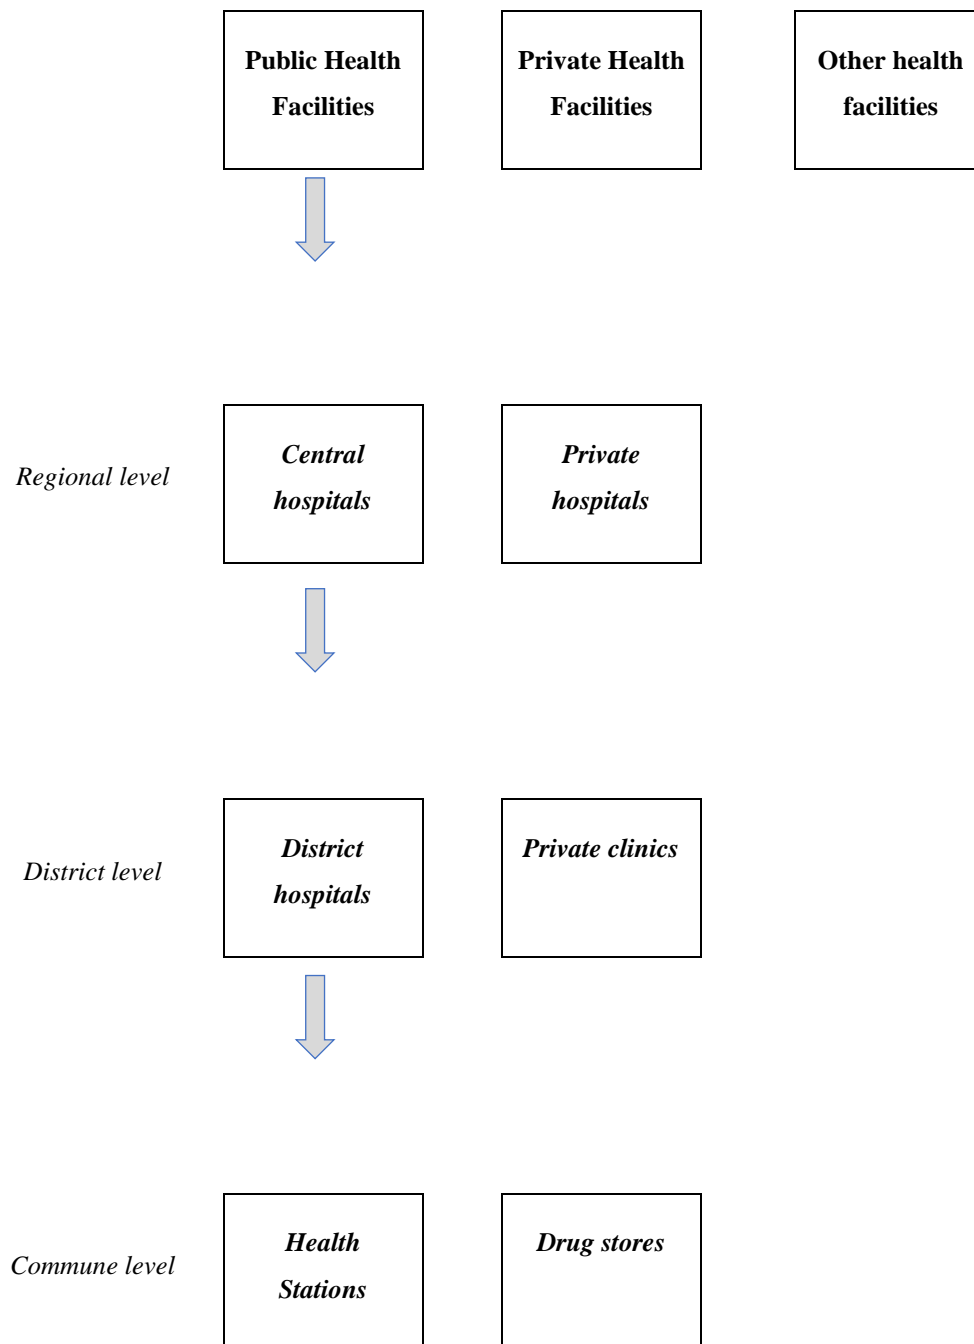 Public Health
Facilities
Private Health
Facilities
Other health
facilities
Regional level
Central
hospitals
Private
hospitals
District level
District
hospitals
Private clinics
Commune level
Health
Stations
Drug stores